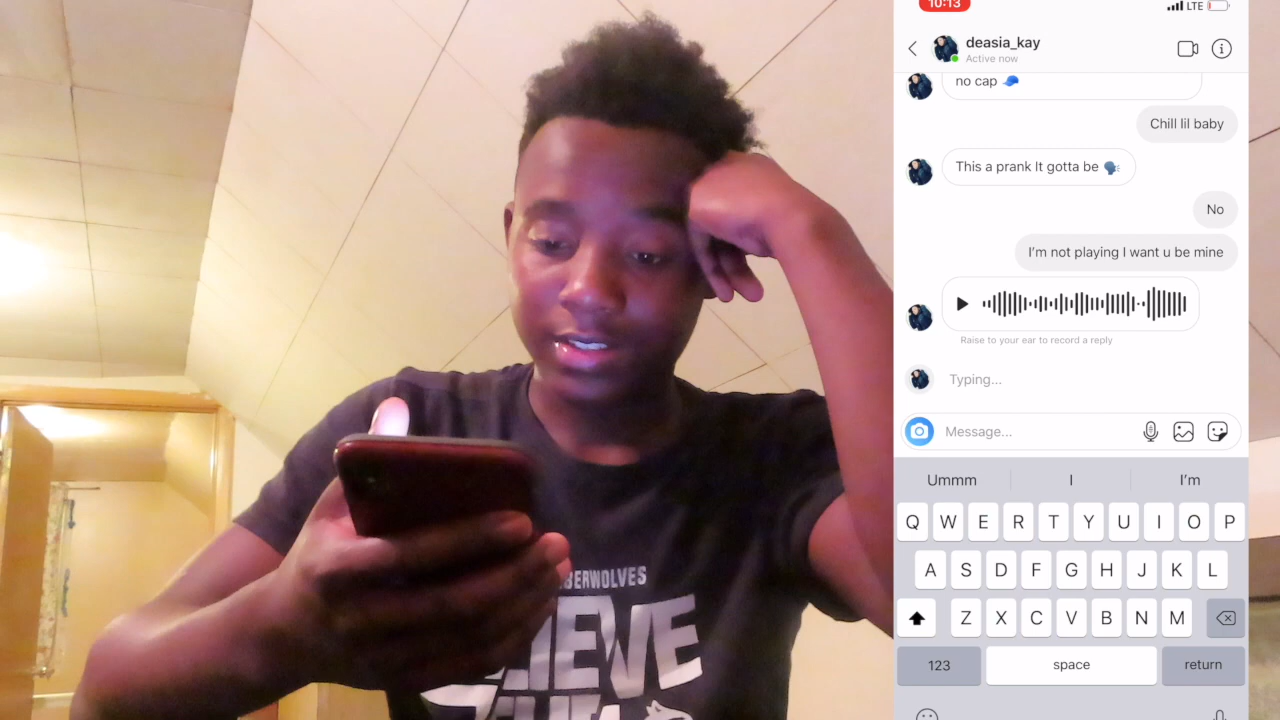 10:13
LTE
deasia_kay
Active now
no cap 🧢
Chill lil baby
This a prank It gotta be 🗣
No
I'm not playing I want u be mine
Raise to your ear to record a reply
Typing...
Message...
Ummm I I'm
Q W E R T Y U I O P
A S D F G H J K L
Z X C V B N M
123 space return